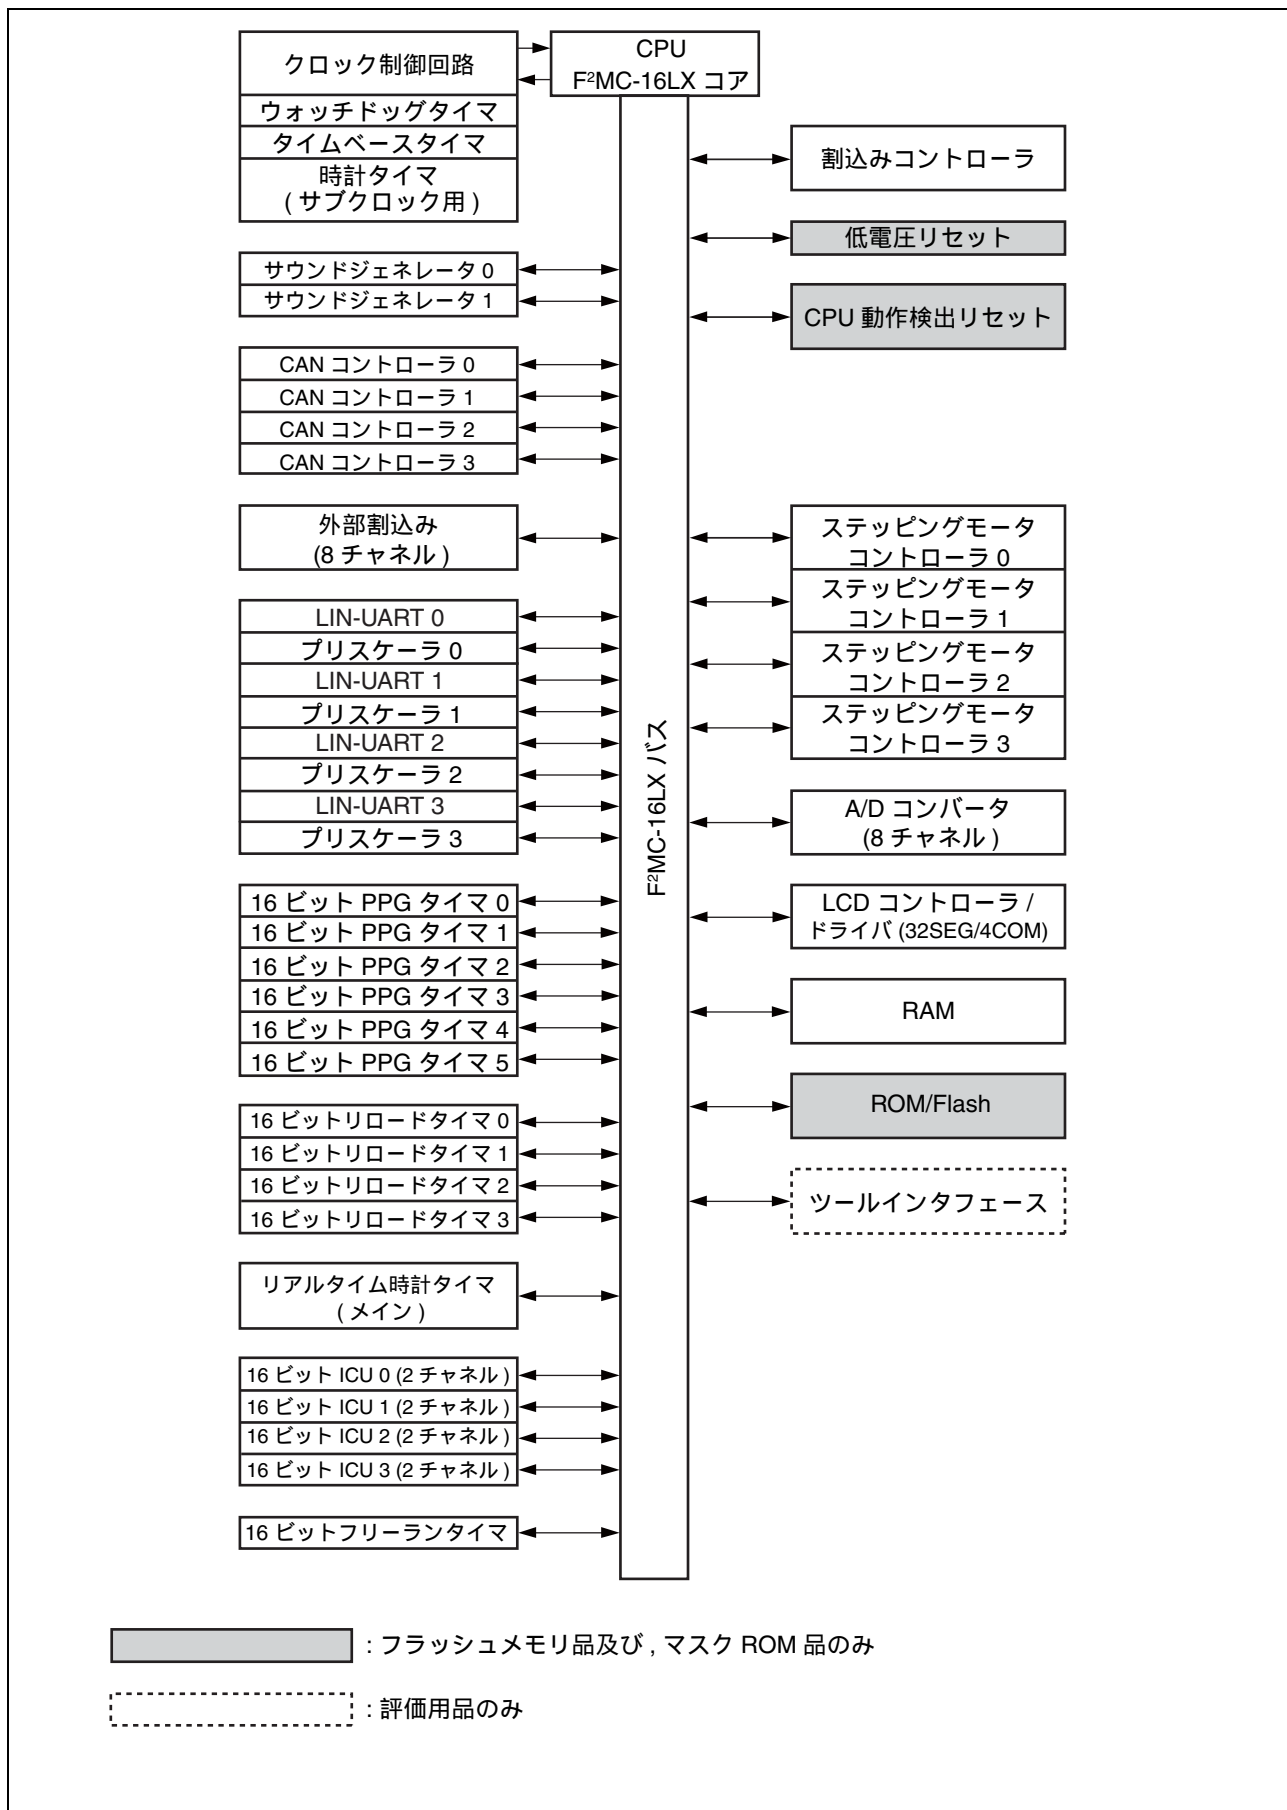 クロック制御回路
ウォッチドッグタイマ
タイムベースタイマ
時計タイマ
( サブクロック用 )
CPU
F²MC-16LX コア
サウンドジェネレータ 0
サウンドジェネレータ 1
CAN コントローラ 0
CAN コントローラ 1
CAN コントローラ 2
CAN コントローラ 3
外部割込み
(8 チャネル )
LIN-UART 0
プリスケーラ 0
LIN-UART 1
プリスケーラ 1
LIN-UART 2
プリスケーラ 2
LIN-UART 3
プリスケーラ 3
16 ビット PPG タイマ 0
16 ビット PPG タイマ 1
16 ビット PPG タイマ 2
16 ビット PPG タイマ 3
16 ビット PPG タイマ 4
16 ビット PPG タイマ 5
16 ビットリロードタイマ 0
16 ビットリロードタイマ 1
16 ビットリロードタイマ 2
16 ビットリロードタイマ 3
リアルタイム時計タイマ
( メイン )
16 ビット ICU 0 (2 チャネル )
16 ビット ICU 1 (2 チャネル )
16 ビット ICU 2 (2 チャネル )
16 ビット ICU 3 (2 チャネル )
16 ビットフリーランタイマ
F²MC-16LX バス
割込みコントローラ
低電圧リセット
CPU 動作検出リセット
ステッピングモータ
コントローラ 0
ステッピングモータ
コントローラ 1
ステッピングモータ
コントローラ 2
ステッピングモータ
コントローラ 3
A/D コンバータ
(8 チャネル )
LCD コントローラ /
ドライバ (32SEG/4COM)
RAM
ROM/Flash
ツールインタフェース
: フラッシュメモリ品及び , マスク ROM 品のみ
: 評価用品のみ